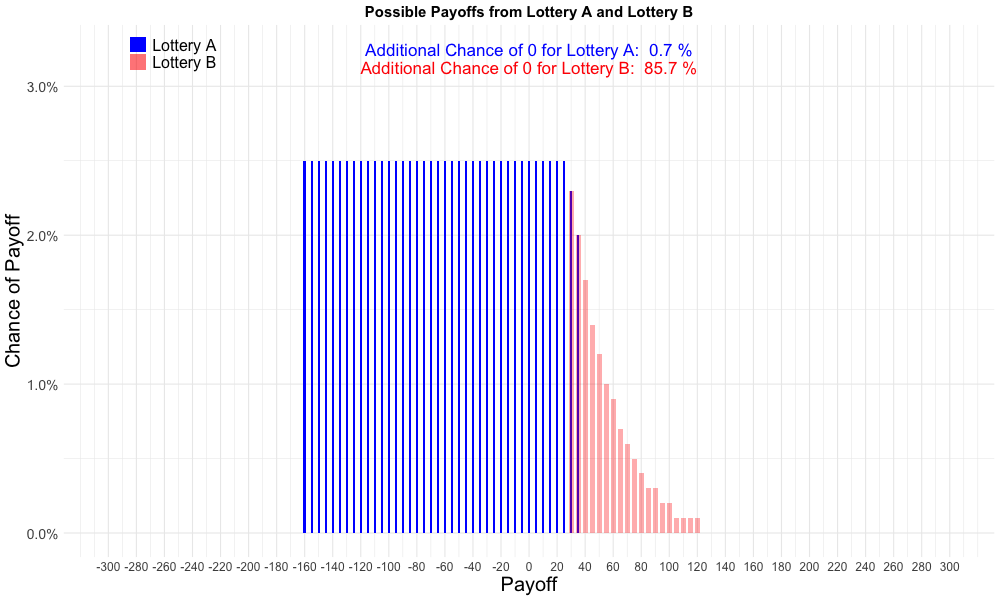 Possible Payoffs from Lottery A and Lottery B
Lottery A
Lottery B
Additional Chance of 0 for Lottery A:  0.7 %
Additional Chance of 0 for Lottery B:  85.7 %
Chance of Payoff
3.0%
2.0%
1.0%
0.0%
-300 -280 -260 -240 -220 -200 -180 -160 -140 -120 -100 -80 -60 -40 -20 0 20 40 60 80 100 120 140 160 180 200 220 240 260 280 300
Payoff